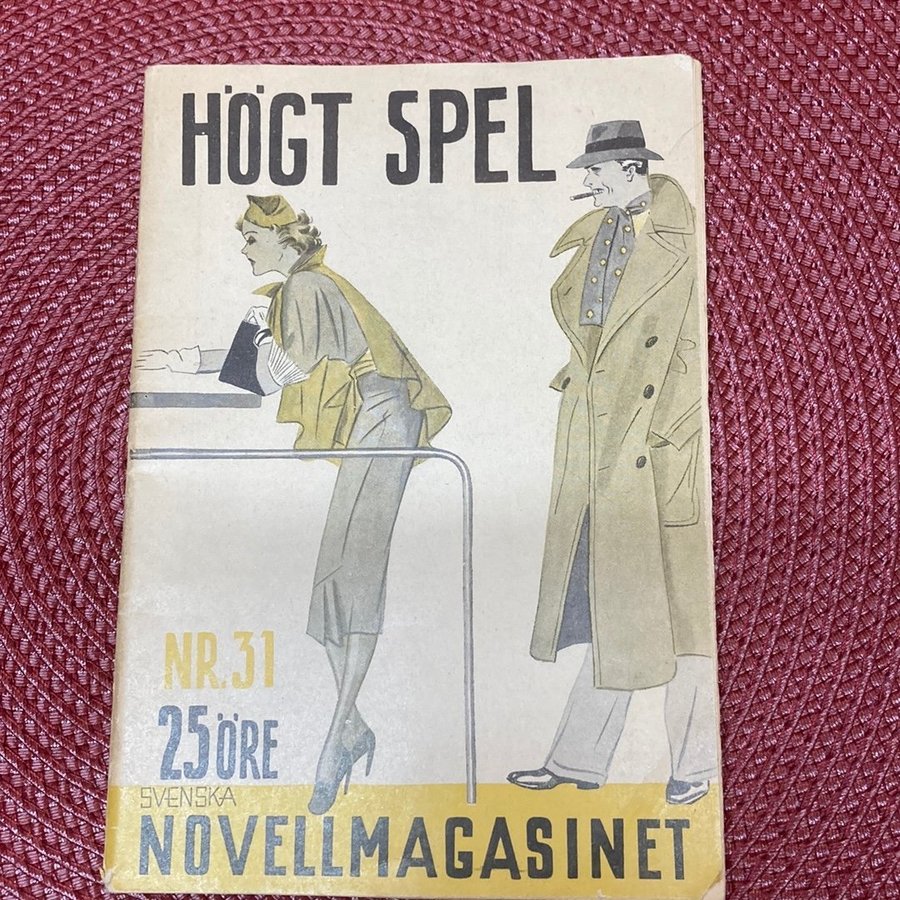 HÖGT SPEL
NR.31
25 ÖRE
SVENSKA
NOVELLMAGASINET